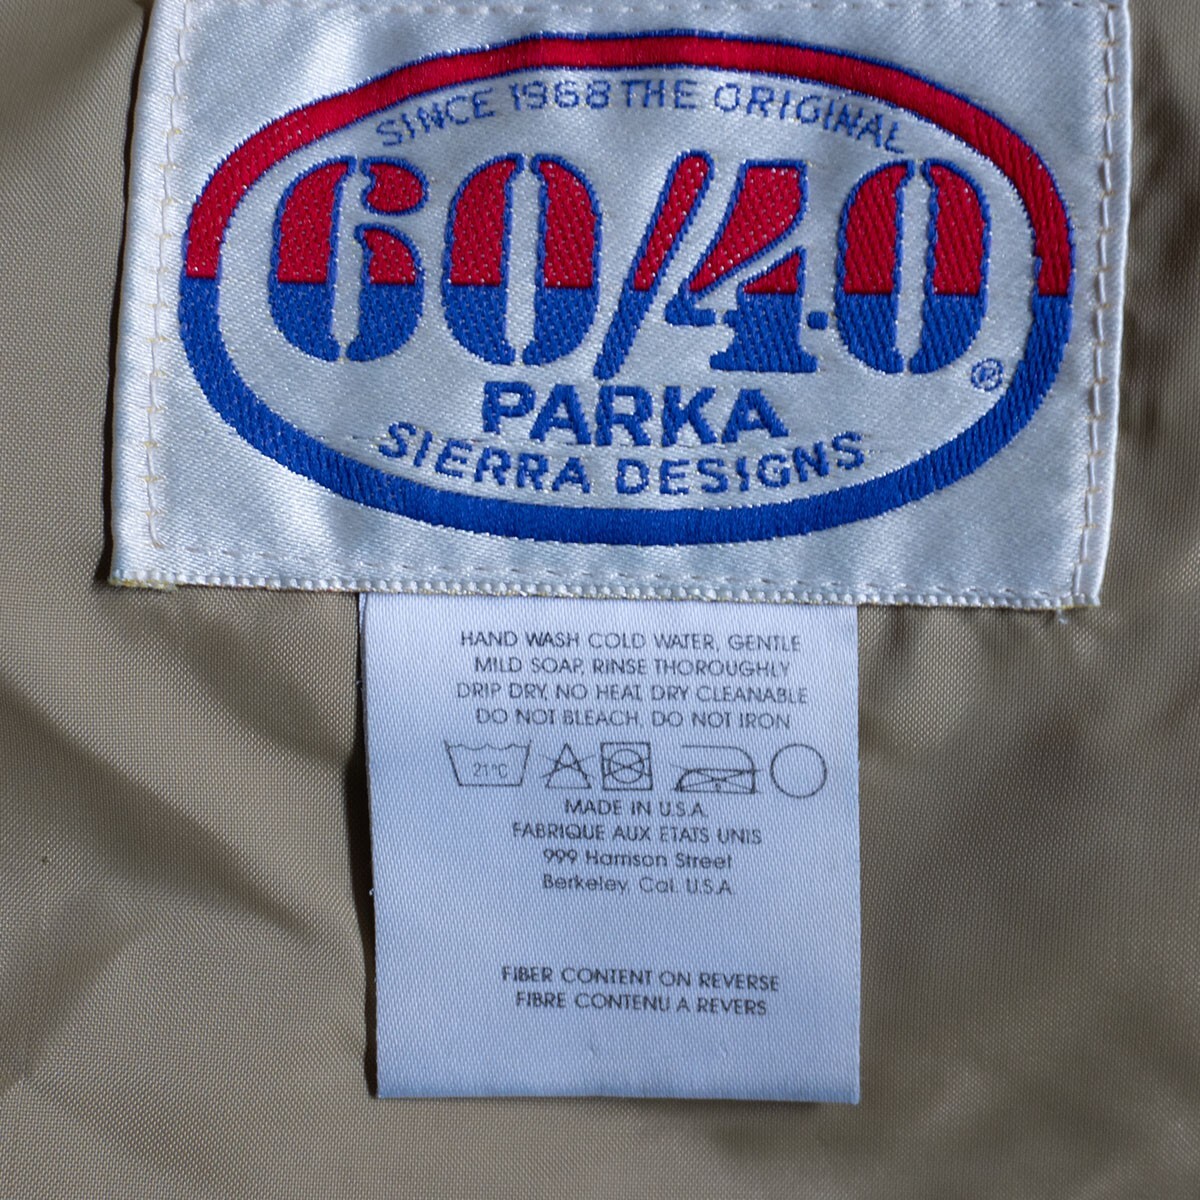 SINCE 1968 THE ORIGINAL
60/40
®
PARKA
SIERRA DESIGNS
HAND WASH COLD WATER, GENTLE
MILD SOAP, RINSE THOROUGHLY
DRIP DRY, NO HEAT, DRY CLEANABLE
DO NOT BLEACH, DO NOT IRON
21°C
MADE IN U.S.A.
FABRIQUE AUX ETATS UNIS
999 Harrison Street
Berkeley, Cal. U.S.A.
FIBER CONTENT ON REVERSE
FIBRE CONTENU A REVERS